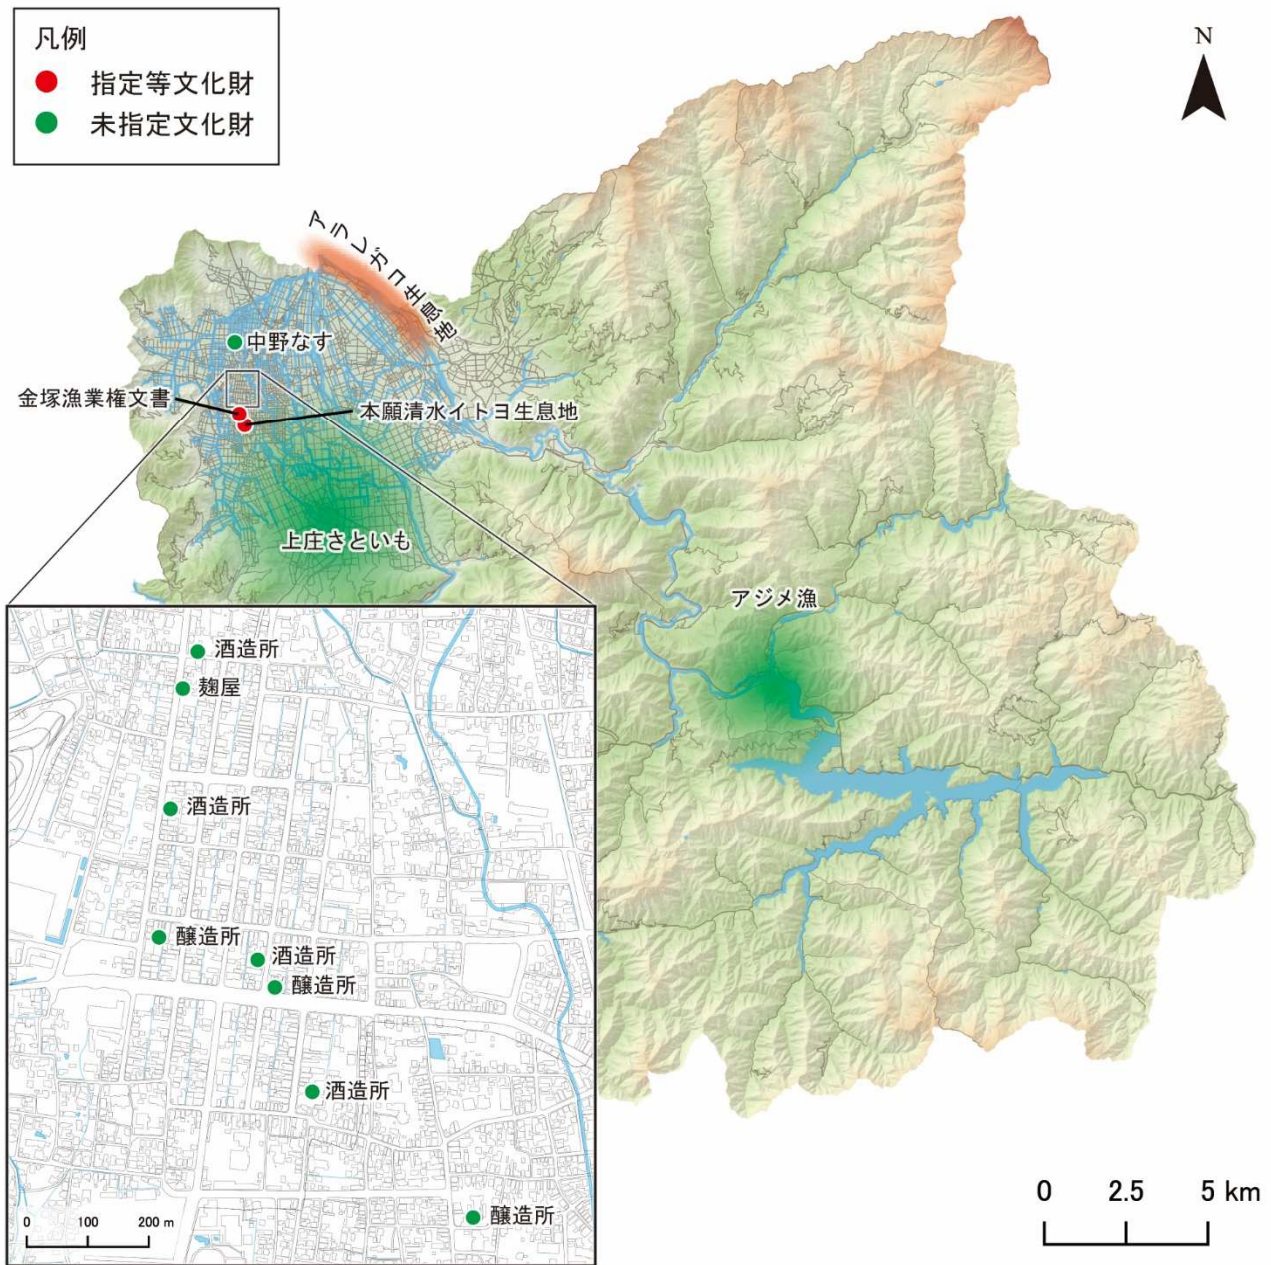 凡例
指定等文化財
未指定文化財
N
アラレガコ生息地
中野なす
金塚漁業権文書
本願清水イトヨ生息地
上庄さといも
アジメ漁
酒造所
麹屋
酒造所
醸造所
酒造所
醸造所
酒造所
醸造所
0 100 200 m
0 2.5 5 km